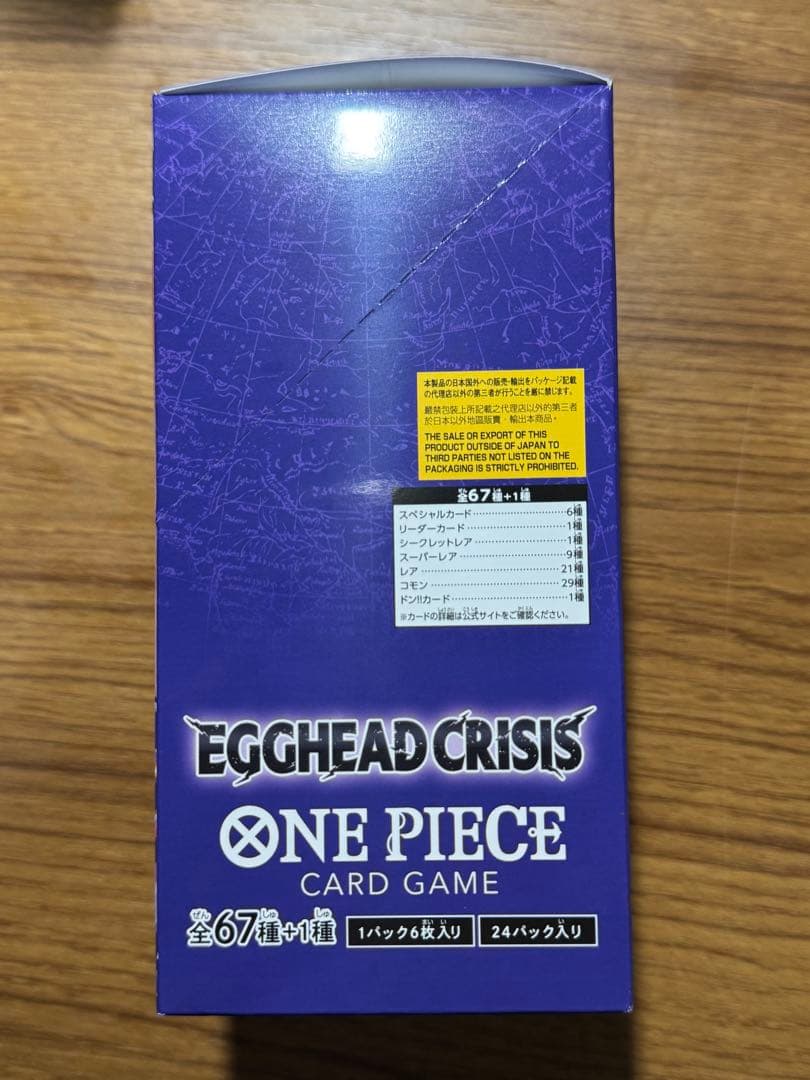 本製品の日本国外への販売・輸出をパッケージ記載
の代理店以外の第三者が行うことを厳に禁じます。
嚴禁包裝上所記載之代理店以外的第三者
於日本以外地區販賣・輸出本商品。
THE SALE OR EXPORT OF THIS
PRODUCT OUTSIDE OF JAPAN TO
THIRD PARTIES NOT LISTED ON THE
PACKAGING IS STRICTLY PROHIBITED.
全67種+1種
スペシャルカード 6種
リーダーカード 1種
シークレットレア 1種
スーパーレア 9種
レア 21種
コモン 29種
ドン!!カード 1種
※カードの詳細は公式サイトをご確認ください。
EGGHEAD CRISIS
ONE PIECE
CARD GAME
全67種+1種 1パック6枚入り 24パック入り